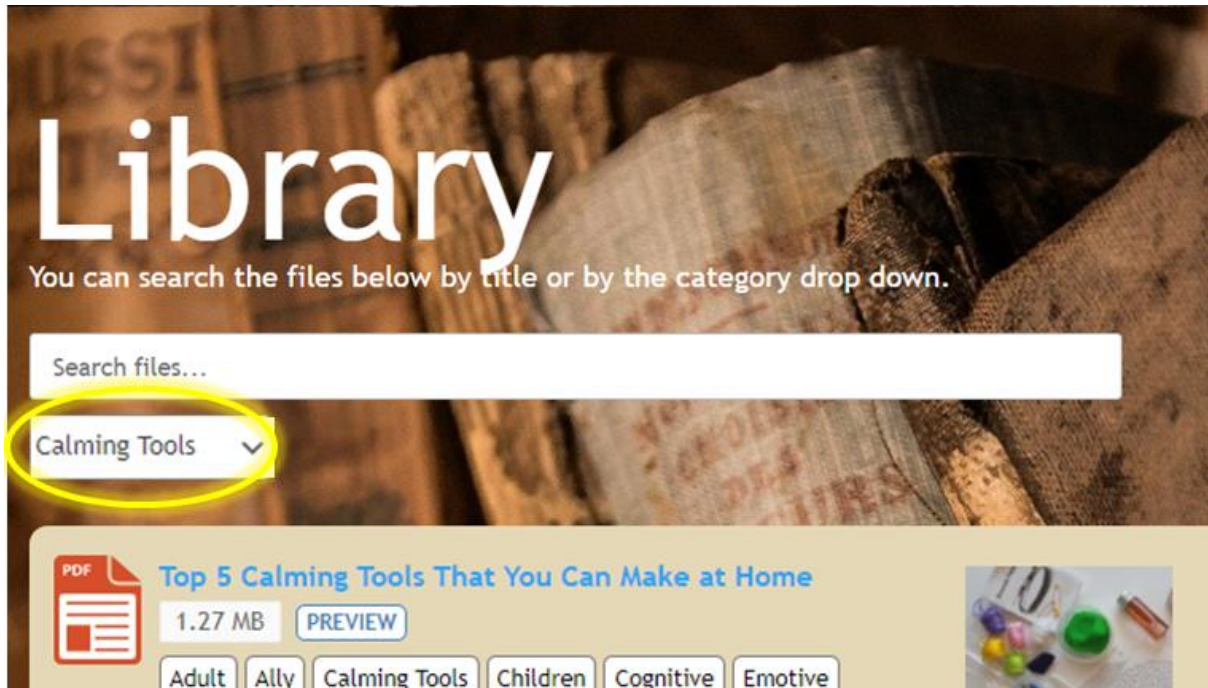 USSI
Library
You can search the files below by title or by the category drop down.
Search files...
Calming Tools
PDF
Top 5 Calming Tools That You Can Make at Home
1.27 MB PREVIEW
Adult Ally Calming Tools Children Cognitive Emotive